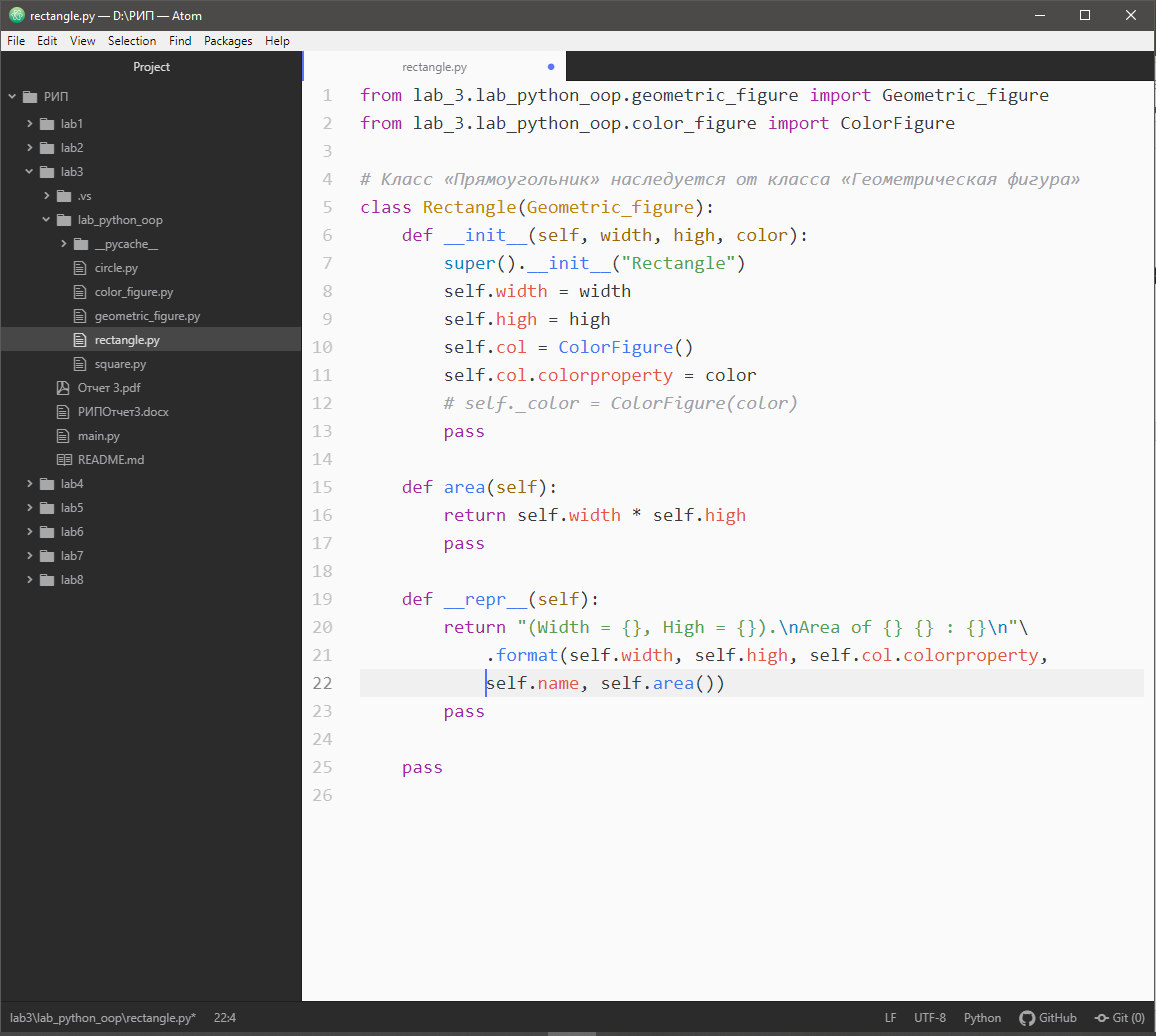 rectangle.py — D:\РИП — Atom
File Edit View Selection Find Packages Help
Project
РИП
lab1
lab2
lab3
.vs
lab_python_oop
__pycache__
circle.py
color_figure.py
geometric_figure.py
rectangle.py
square.py
Отчет 3.pdf
РИПОтчет3.docx
main.py
README.md
lab4
lab5
lab6
lab7
lab8
rectangle.py
1 from lab_3.lab_python_oop.geometric_figure import Geometric_figure
2 from lab_3.lab_python_oop.color_figure import ColorFigure
3
4 # Класс «Прямоугольник» наследуется от класса «Геометрическая фигура»
5 class Rectangle(Geometric_figure):
6     def __init__(self, width, high, color):
7         super().__init__("Rectangle")
8         self.width = width
9         self.high = high
10         self.col = ColorFigure()
11         self.col.colorproperty = color
12         # self._color = ColorFigure(color)
13         pass
14
15     def area(self):
16         return self.width * self.high
17         pass
18
19     def __repr__(self):
20         return "(Width = {}, High = {}).\nArea of {} {} : {}\n"\
21             .format(self.width, self.high, self.col.colorproperty,
22             self.name, self.area())
23         pass
24
25     pass
26
lab3\lab_python_oop\rectangle.py* 22:4 LF UTF-8 Python GitHub Git (0)